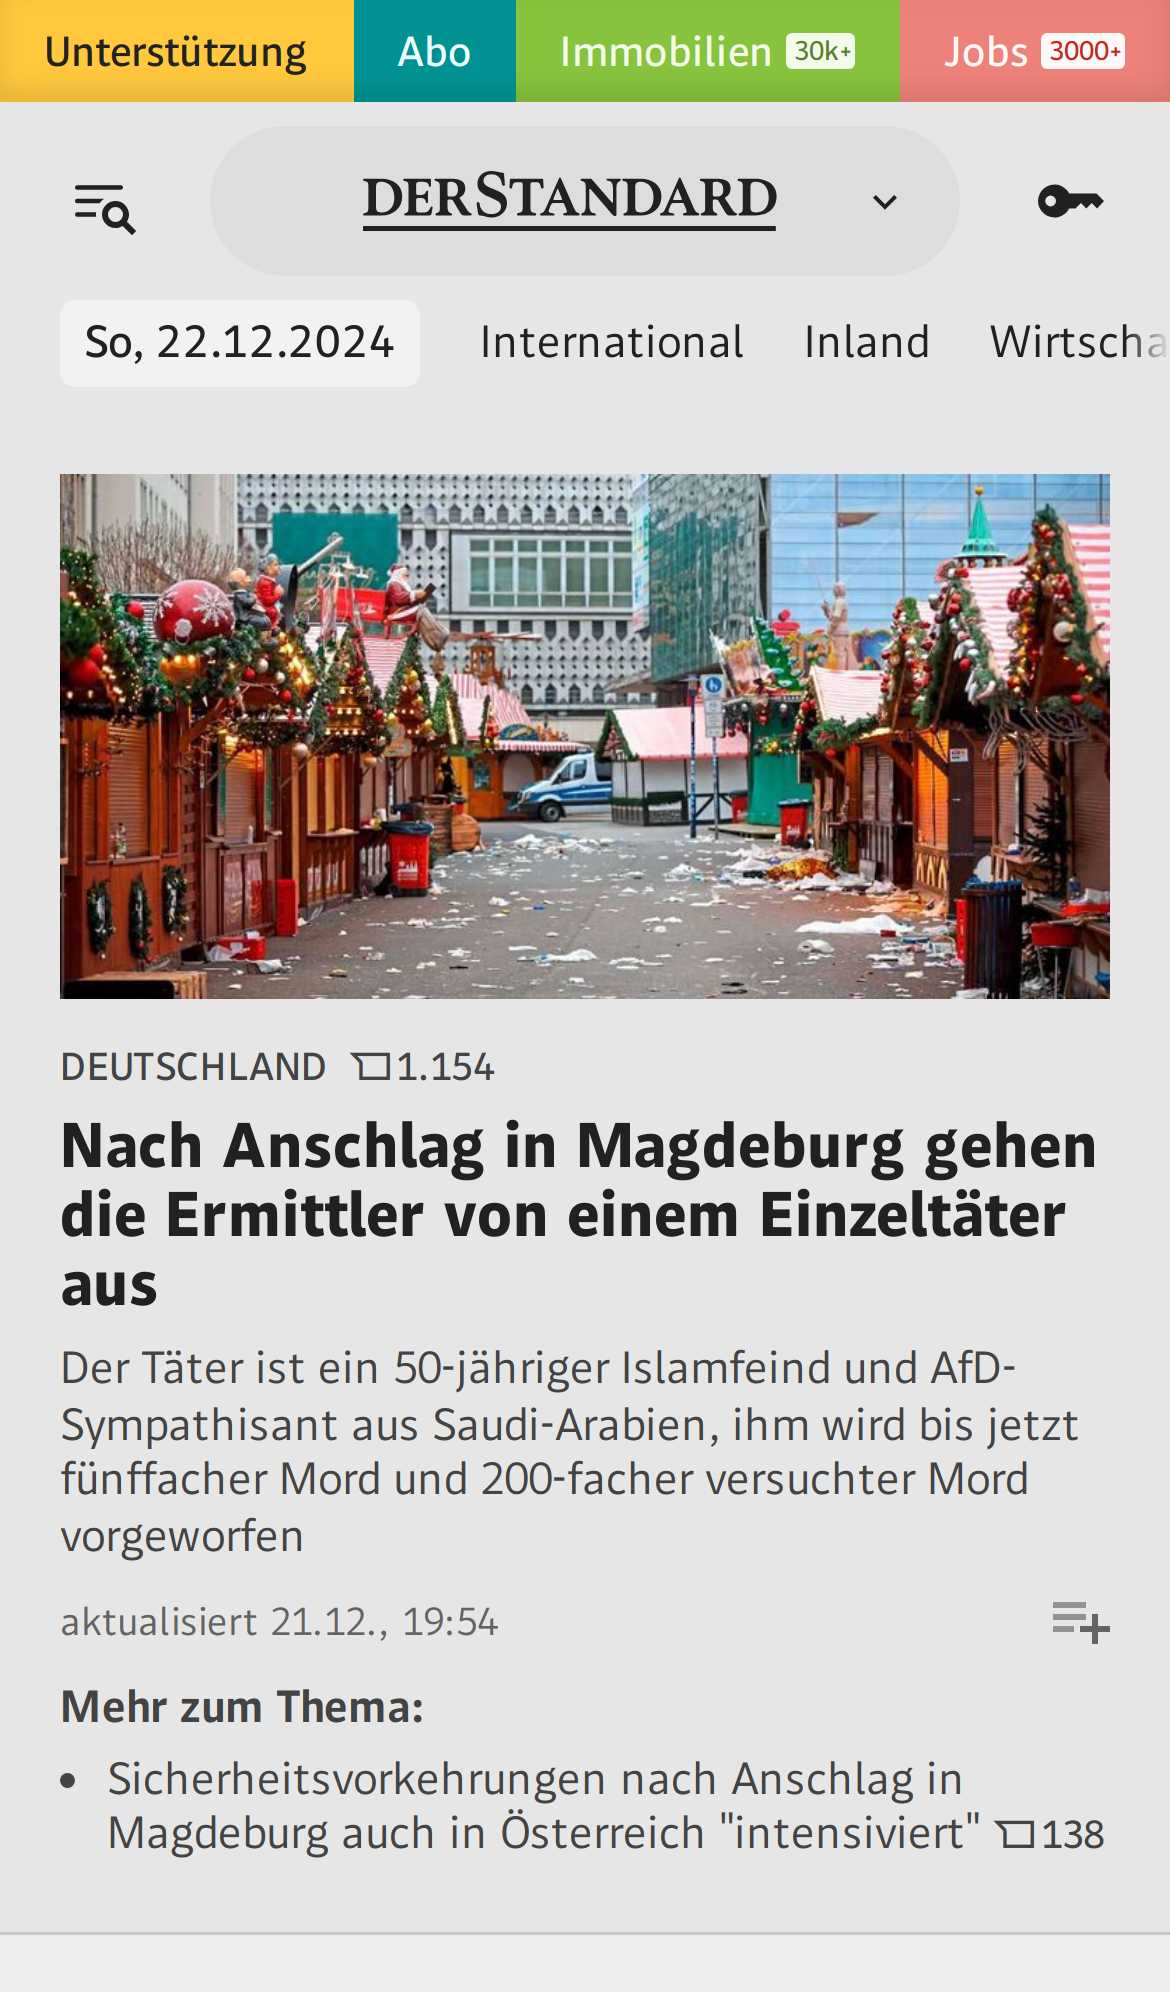 Unterstützung
Abo
Immobilien 30k+
Jobs 3000+
DERSTANDARD
So, 22.12.2024
International
Inland
Wirtscha
DEUTSCHLAND 1.154
Nach Anschlag in Magdeburg gehen
die Ermittler von einem Einzeltäter
aus
Der Täter ist ein 50-jähriger Islamfeind und AfD-
Sympathisant aus Saudi-Arabien, ihm wird bis jetzt
fünffacher Mord und 200-facher versuchter Mord
vorgeworfen
aktualisiert 21.12., 19:54
Mehr zum Thema:
• Sicherheitsvorkehrungen nach Anschlag in
Magdeburg auch in Österreich "intensiviert" 138